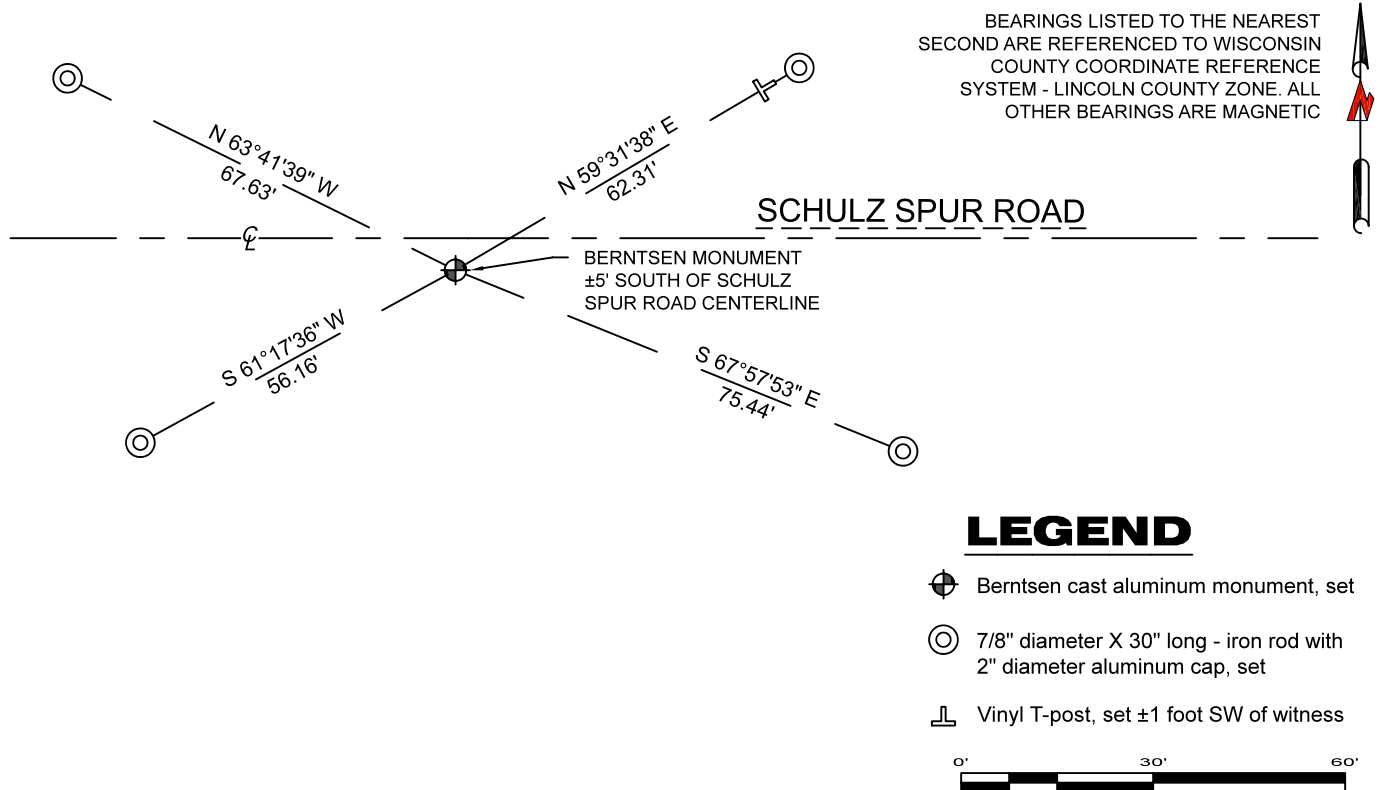 BEARINGS LISTED TO THE NEAREST
SECOND ARE REFERENCED TO WISCONSIN
COUNTY COORDINATE REFERENCE
SYSTEM - LINCOLN COUNTY ZONE. ALL
OTHER BEARINGS ARE MAGNETIC
N
N 63°41'39" W
67.63'
N 59°31'38" E
62.31'
SCHULZ SPUR ROAD
℄
BERNTSEN MONUMENT
±5' SOUTH OF SCHULZ
SPUR ROAD CENTERLINE
S 61°17'36" W
56.16'
S 67°57'53" E
75.44'
LEGEND
Berntsen cast aluminum monument, set
7/8" diameter X 30" long - iron rod with
2" diameter aluminum cap, set
Vinyl T-post, set ±1 foot SW of witness
0' 30' 60'